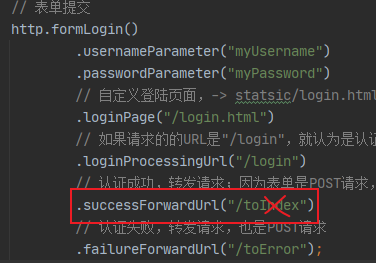 // 表单提交
http.formLogin()
.usernameParameter("myUsername")
.passwordParameter("myPassword")
// 自定义登陆页面，-> statsic/login.html
.loginPage("/login.html")
// 如果请求的的URL是"/login"，就认为是认证
.loginProcessingUrl("/login")
// 认证成功，转发请求；因为表单是POST请求，
.successForwardUrl("/toIndex")
// 认证失败，转发请求，也是POST请求
.failureForwardUrl("/toError");